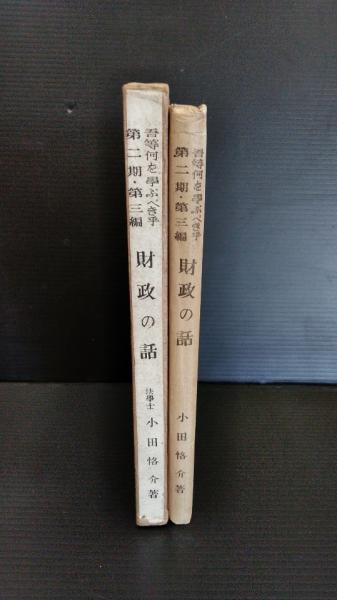 吾等何を學ぶべき乎
第二期・第三編
財政の話
法學士 小田恪介著
吾等何を學ぶべき乎
第二期・第三編
財政の話
小田恪介著